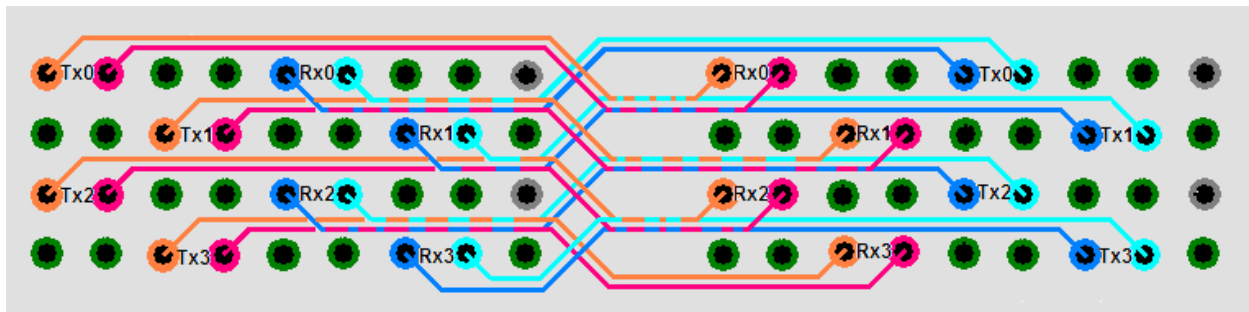 Tx0 Rx0 Rx0 Tx0
Tx1 Rx1 Rx1 Tx1
Tx2 Rx2 Rx2 Tx2
Tx3 Rx3 Rx3 Tx3